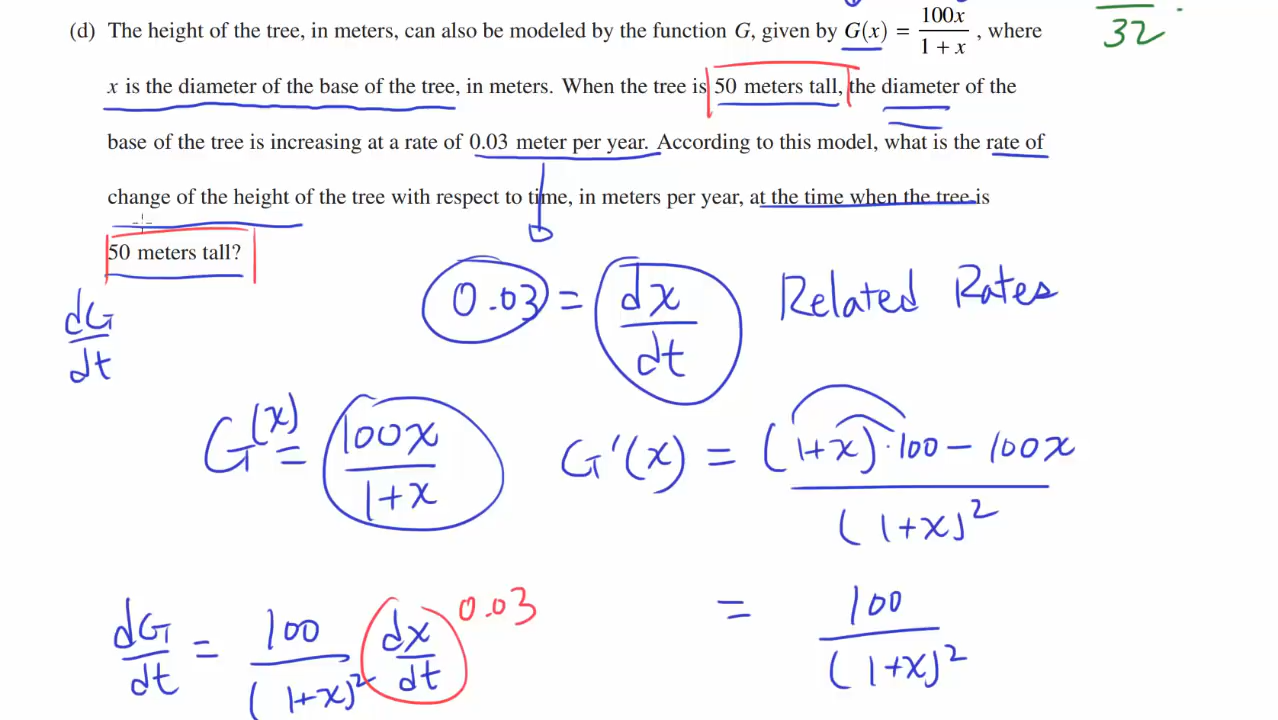 (d) The height of the tree, in meters, can also be modeled by the function G, given by G(x) = 100x / 1 + x , where
32
x is the diameter of the base of the tree, in meters. When the tree is 50 meters tall, the diameter of the
base of the tree is increasing at a rate of 0.03 meter per year. According to this model, what is the rate of
change of the height of the tree with respect to time, in meters per year, at the time when the tree is
50 meters tall?
dG/dt
0.03 = dx/dt Related Rates
G(x) = 100x / 1+x
G'(x) = (1+x)·100 − 100x / (1+x)²
= 100 / (1+x)²
dG/dt = 100 / (1+x)² dx/dt 0.03